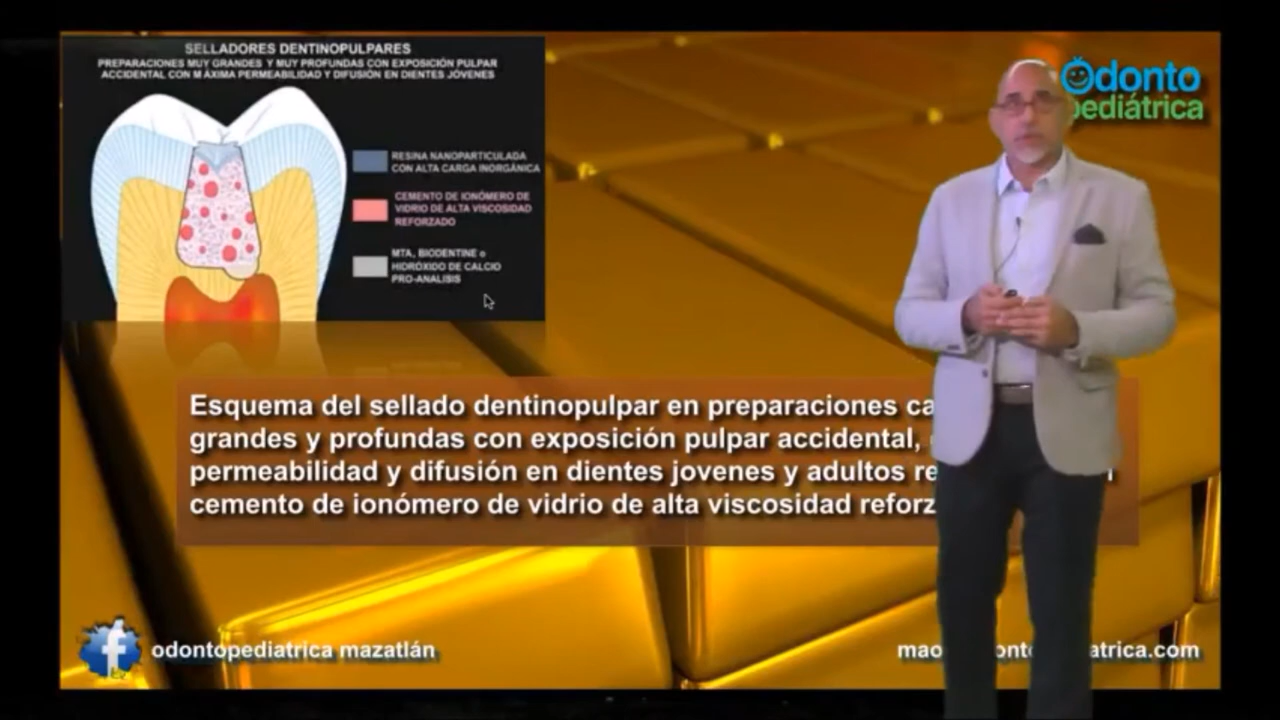 SELLADORES DENTINOPULPARES
PREPARACIONES MUY GRANDES Y MUY PROFUNDAS CON EXPOSICIÓN PULPAR
ACCIDENTAL CON MÁXIMA PERMEABILIDAD Y DIFUSIÓN EN DIENTES JÓVENES
RESINA NANOPARTICULADA
CON ALTA CARGA INORGÁNICA
CEMENTO DE IONÓMERO DE
VIDRIO DE ALTA VISCOSIDAD
REFORZADO
MTA, BIODENTINE o
HIDRÓXIDO DE CALCIO
PRO-ANALISIS
Odonto
pediátrica
Esquema del sellado dentinopulpar en preparaciones
grandes y profundas con exposición pulpar accidental,
permeabilidad y difusión en dientes jovenes y adultos
cemento de ionómero de vidrio de alta viscosidad
odontopediatrica mazatlán